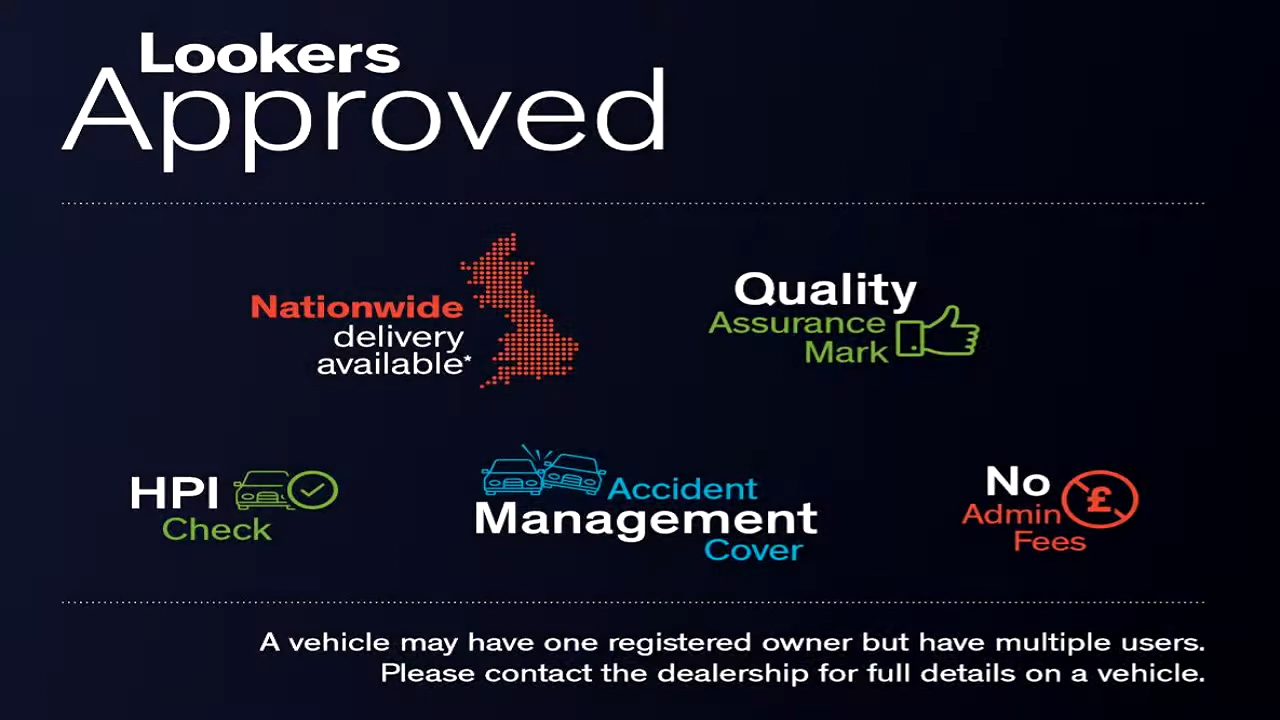 Lookers
Approved
Nationwide
delivery
available*
Quality
Assurance
Mark
HPI
Check
Accident
Management
Cover
No
Admin
£
Fees
A vehicle may have one registered owner but have multiple users.
Please contact the dealership for full details on a vehicle.